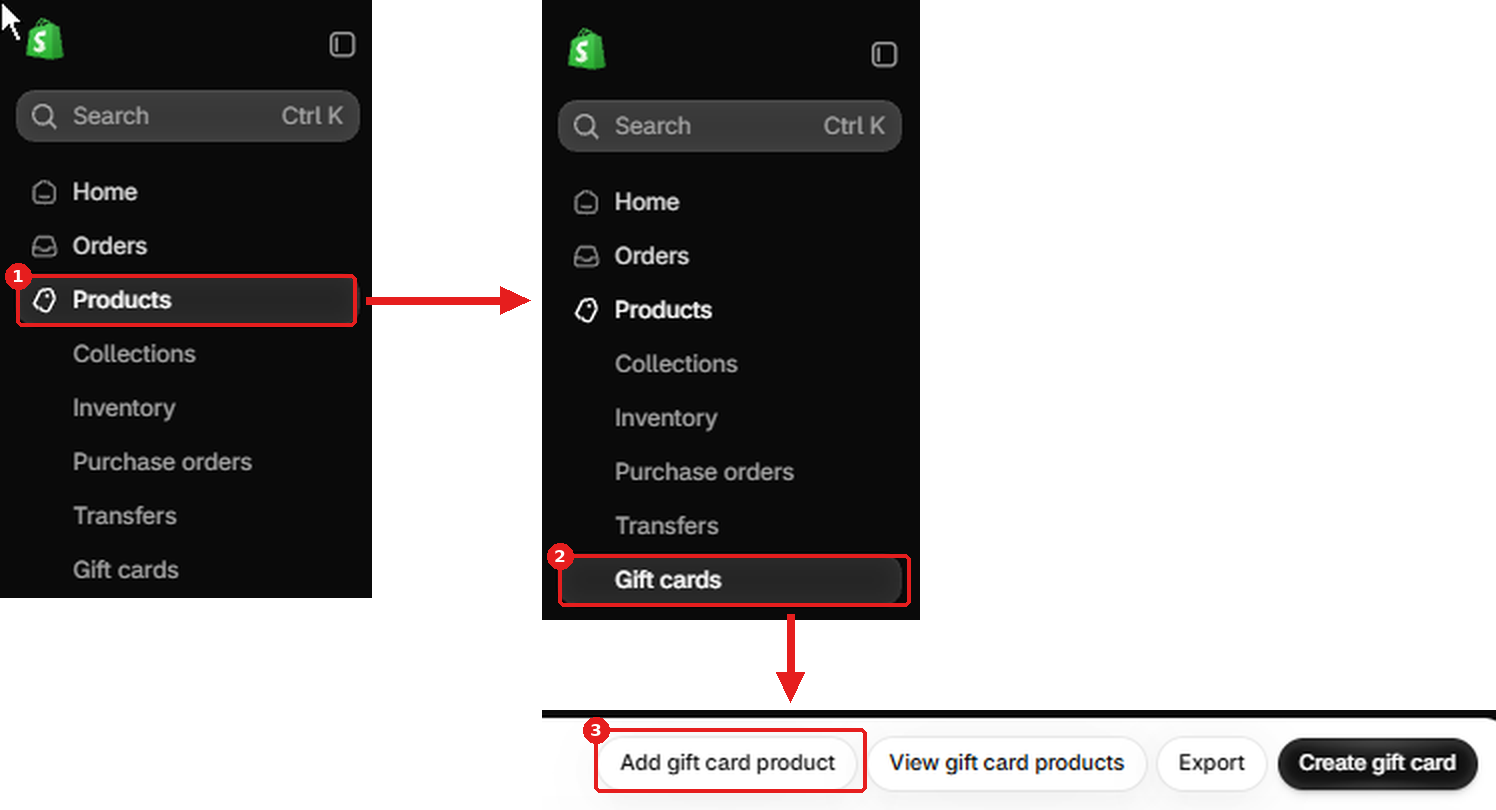 S
Search Ctrl K
Home
Orders
1
Products
Collections
Inventory
Purchase orders
Transfers
Gift cards
S
Search Ctrl K
Home
Orders
Products
Collections
Inventory
Purchase orders
Transfers
2
Gift cards
3
Add gift card product View gift card products Export Create gift card